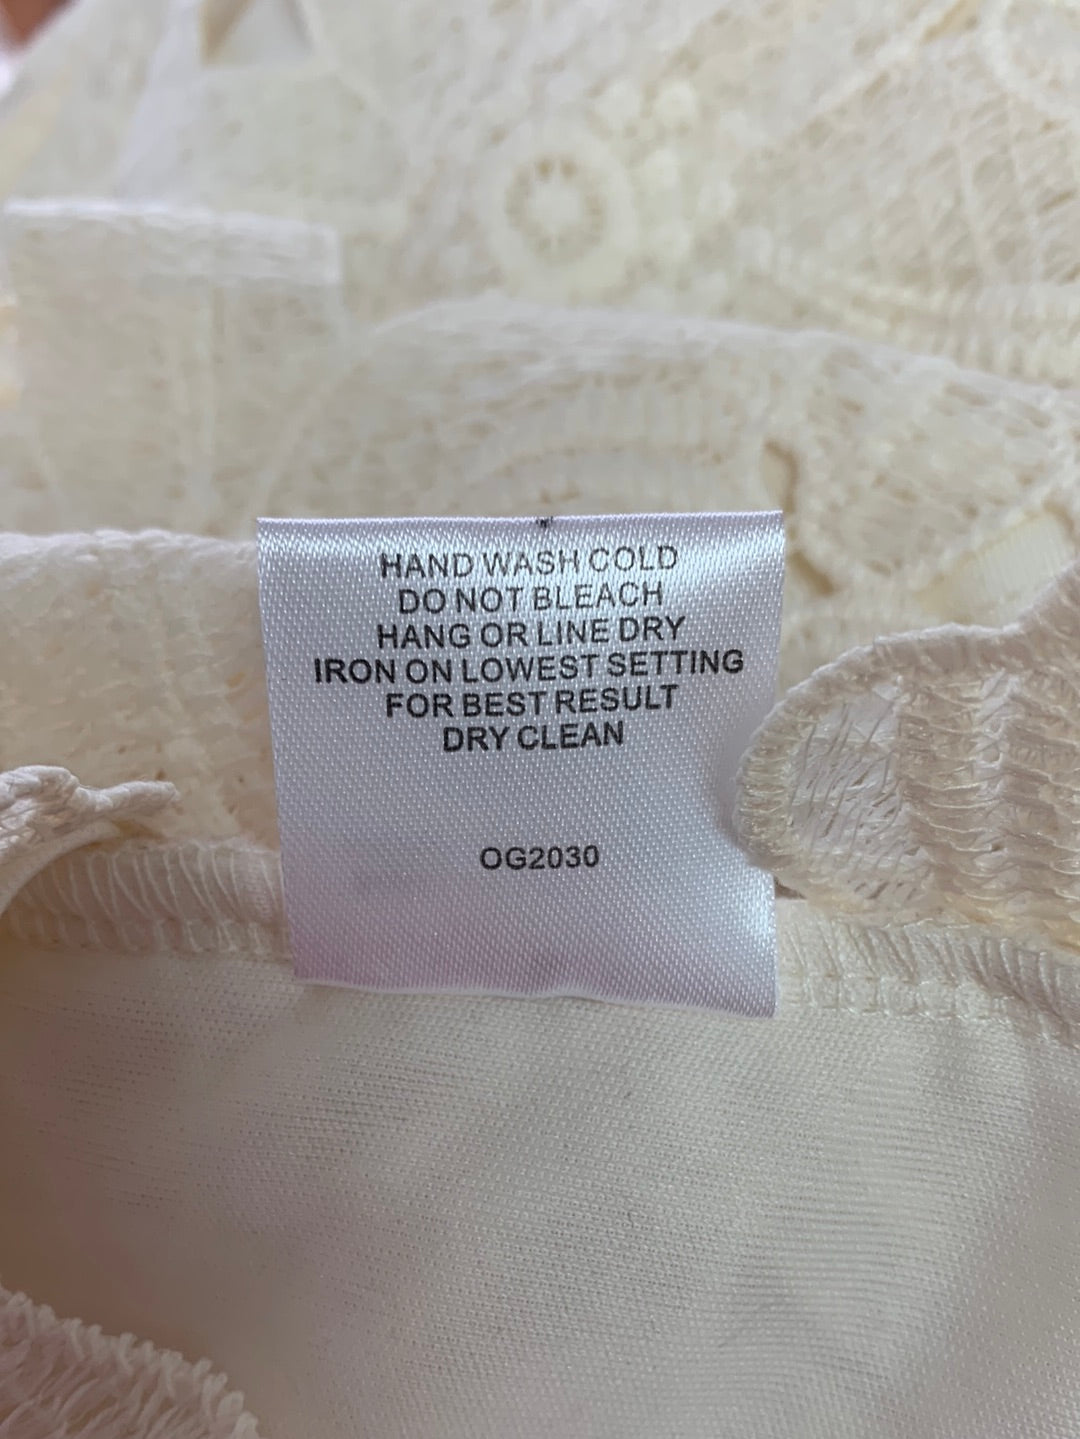 HAND WASH COLD
DO NOT BLEACH
HANG OR LINE DRY
IRON ON LOWEST SETTING
FOR BEST RESULT
DRY CLEAN
OG2030